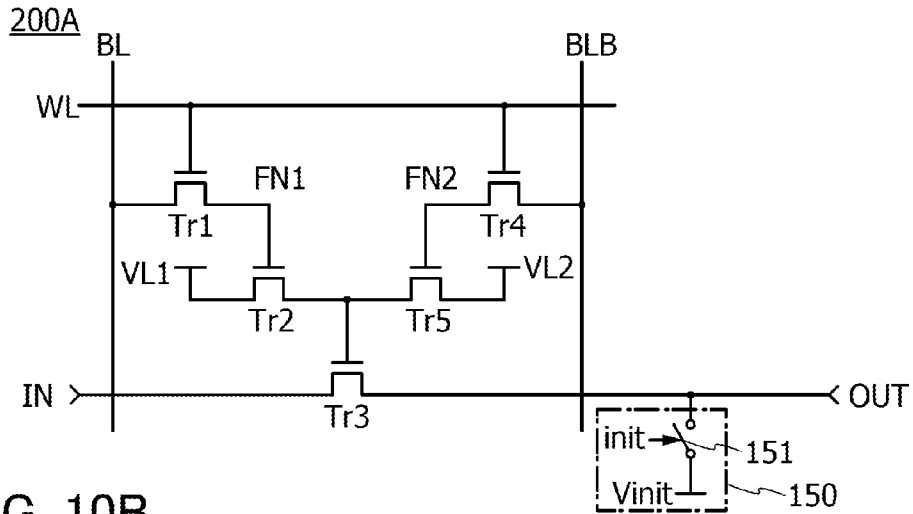 200A
BL BLB
WL
FN1 FN2
Tr1 Tr4
VL1 VL2
Tr2 Tr5
IN OUT
Tr3
init 151
Vinit 150
G. 10B